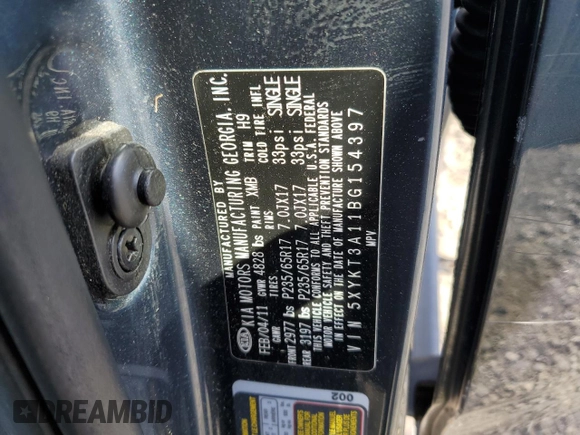 MANUFACTURED BY
KIA MOTORS MANUFACTURING GEORGIA, INC.
FEB/04/11 GVWR 4828 lbs PAINT XMB TRIM H9
GAWR TIRES RIMS COLD TIRE INFL
FRONT 2977 lbs P235/65R17 7.0JX17 33psi SINGLE
REAR 3197 lbs P235/65R17 7.0JX17 33psi SINGLE
THIS VEHICLE CONFORMS TO ALL APPLICABLE U.S.A. FEDERAL
MOTOR VEHICLE SAFETY AND THEFT PREVENTION STANDARDS
IN EFFECT ON THE DATE OF MANUFACTURE SHOWN ABOVE
VIN 5XYKT3A11BG154397
MPV
002
DREAMBID